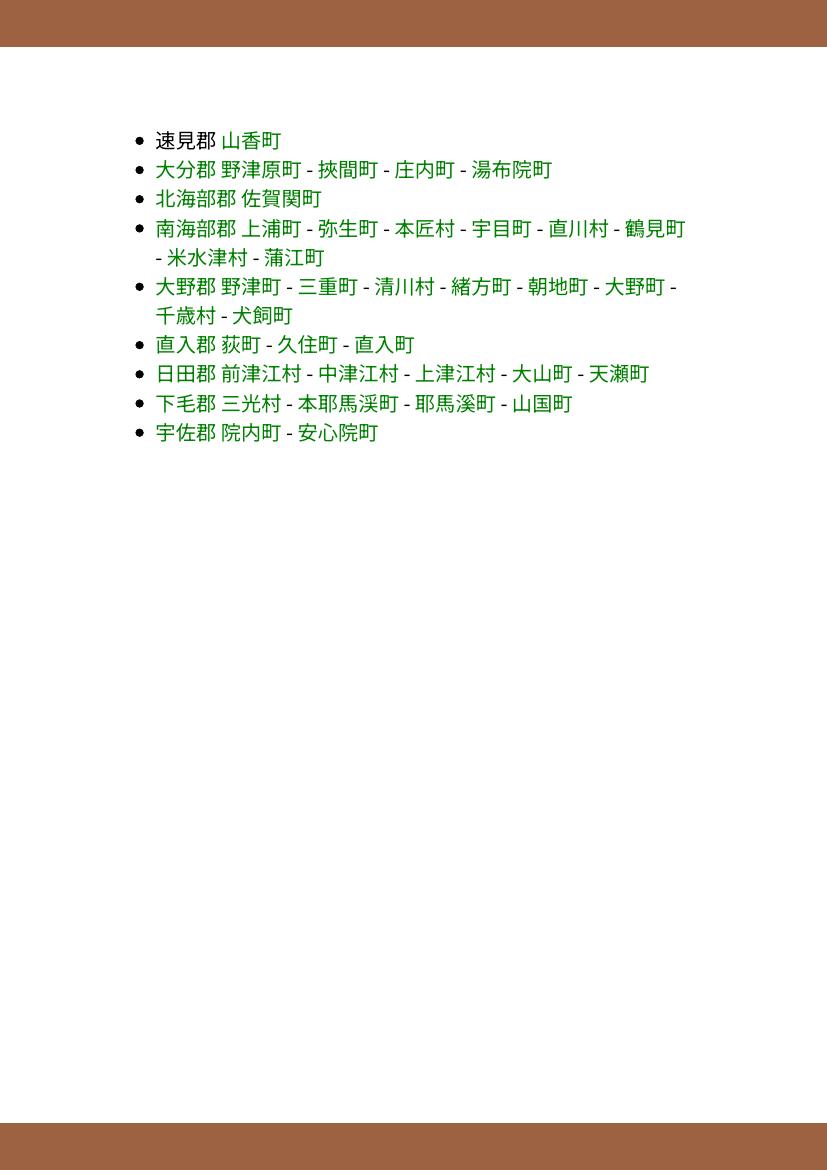 • 速見郡 山香町
• 大分郡 野津原町 - 挾間町 - 庄内町 - 湯布院町
• 北海部郡 佐賀関町
• 南海部郡 上浦町 - 弥生町 - 本匠村 - 宇目町 - 直川村 - 鶴見町
- 米水津村 - 蒲江町
• 大野郡 野津町 - 三重町 - 清川村 - 緒方町 - 朝地町 - 大野町 -
千歳村 - 犬飼町
• 直入郡 荻町 - 久住町 - 直入町
• 日田郡 前津江村 - 中津江村 - 上津江村 - 大山町 - 天瀬町
• 下毛郡 三光村 - 本耶馬渓町 - 耶馬溪町 - 山国町
• 宇佐郡 院内町 - 安心院町